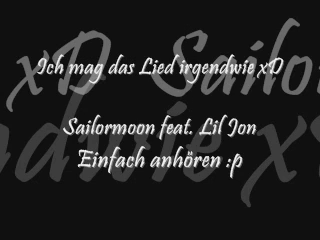 Ich mag das Lied irgendwie xD
Sailormoon feat. Lil Jon
Einfach anhören :p